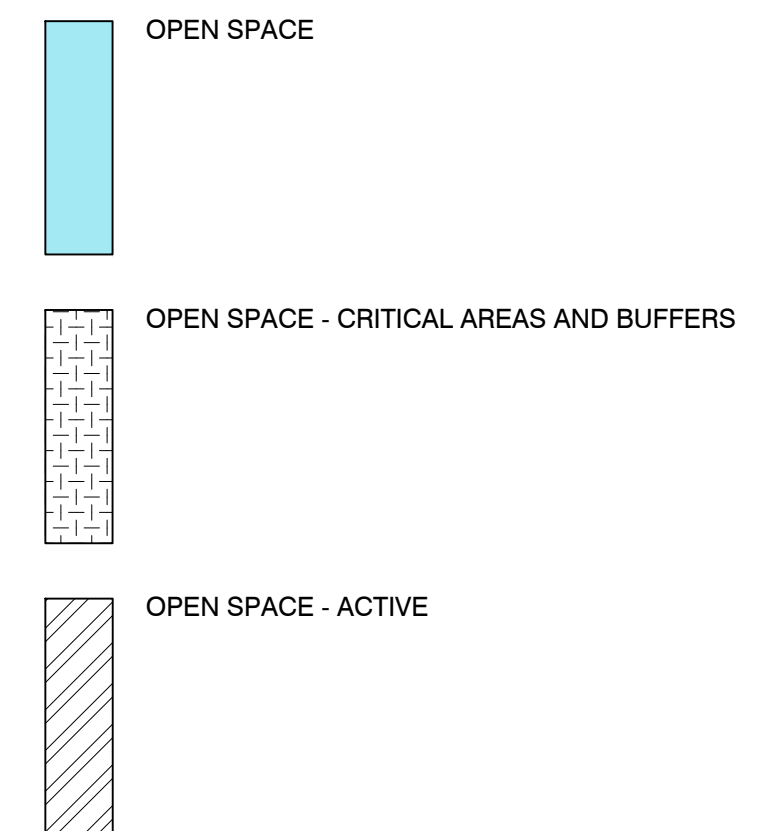 OPEN SPACE
OPEN SPACE - CRITICAL AREAS AND BUFFERS
OPEN SPACE - ACTIVE